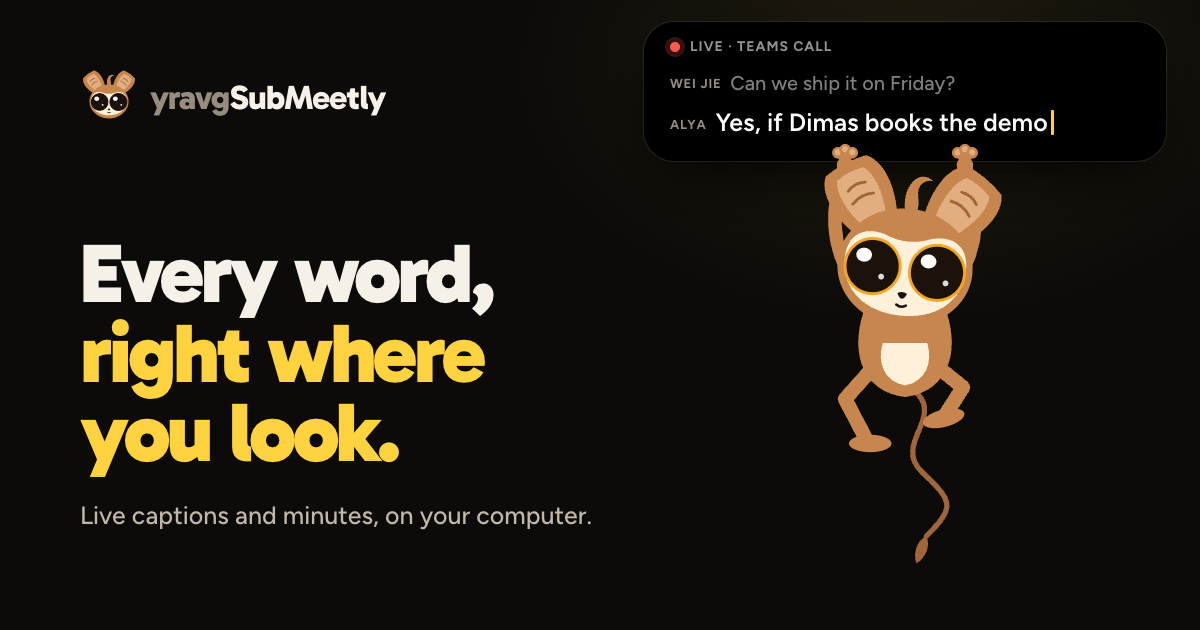 yravgSubMeetly
LIVE · TEAMS CALL
WEI JIE Can we ship it on Friday?
ALYA Yes, if Dimas books the demo
Every word,
right where
you look.
Live captions and minutes, on your computer.